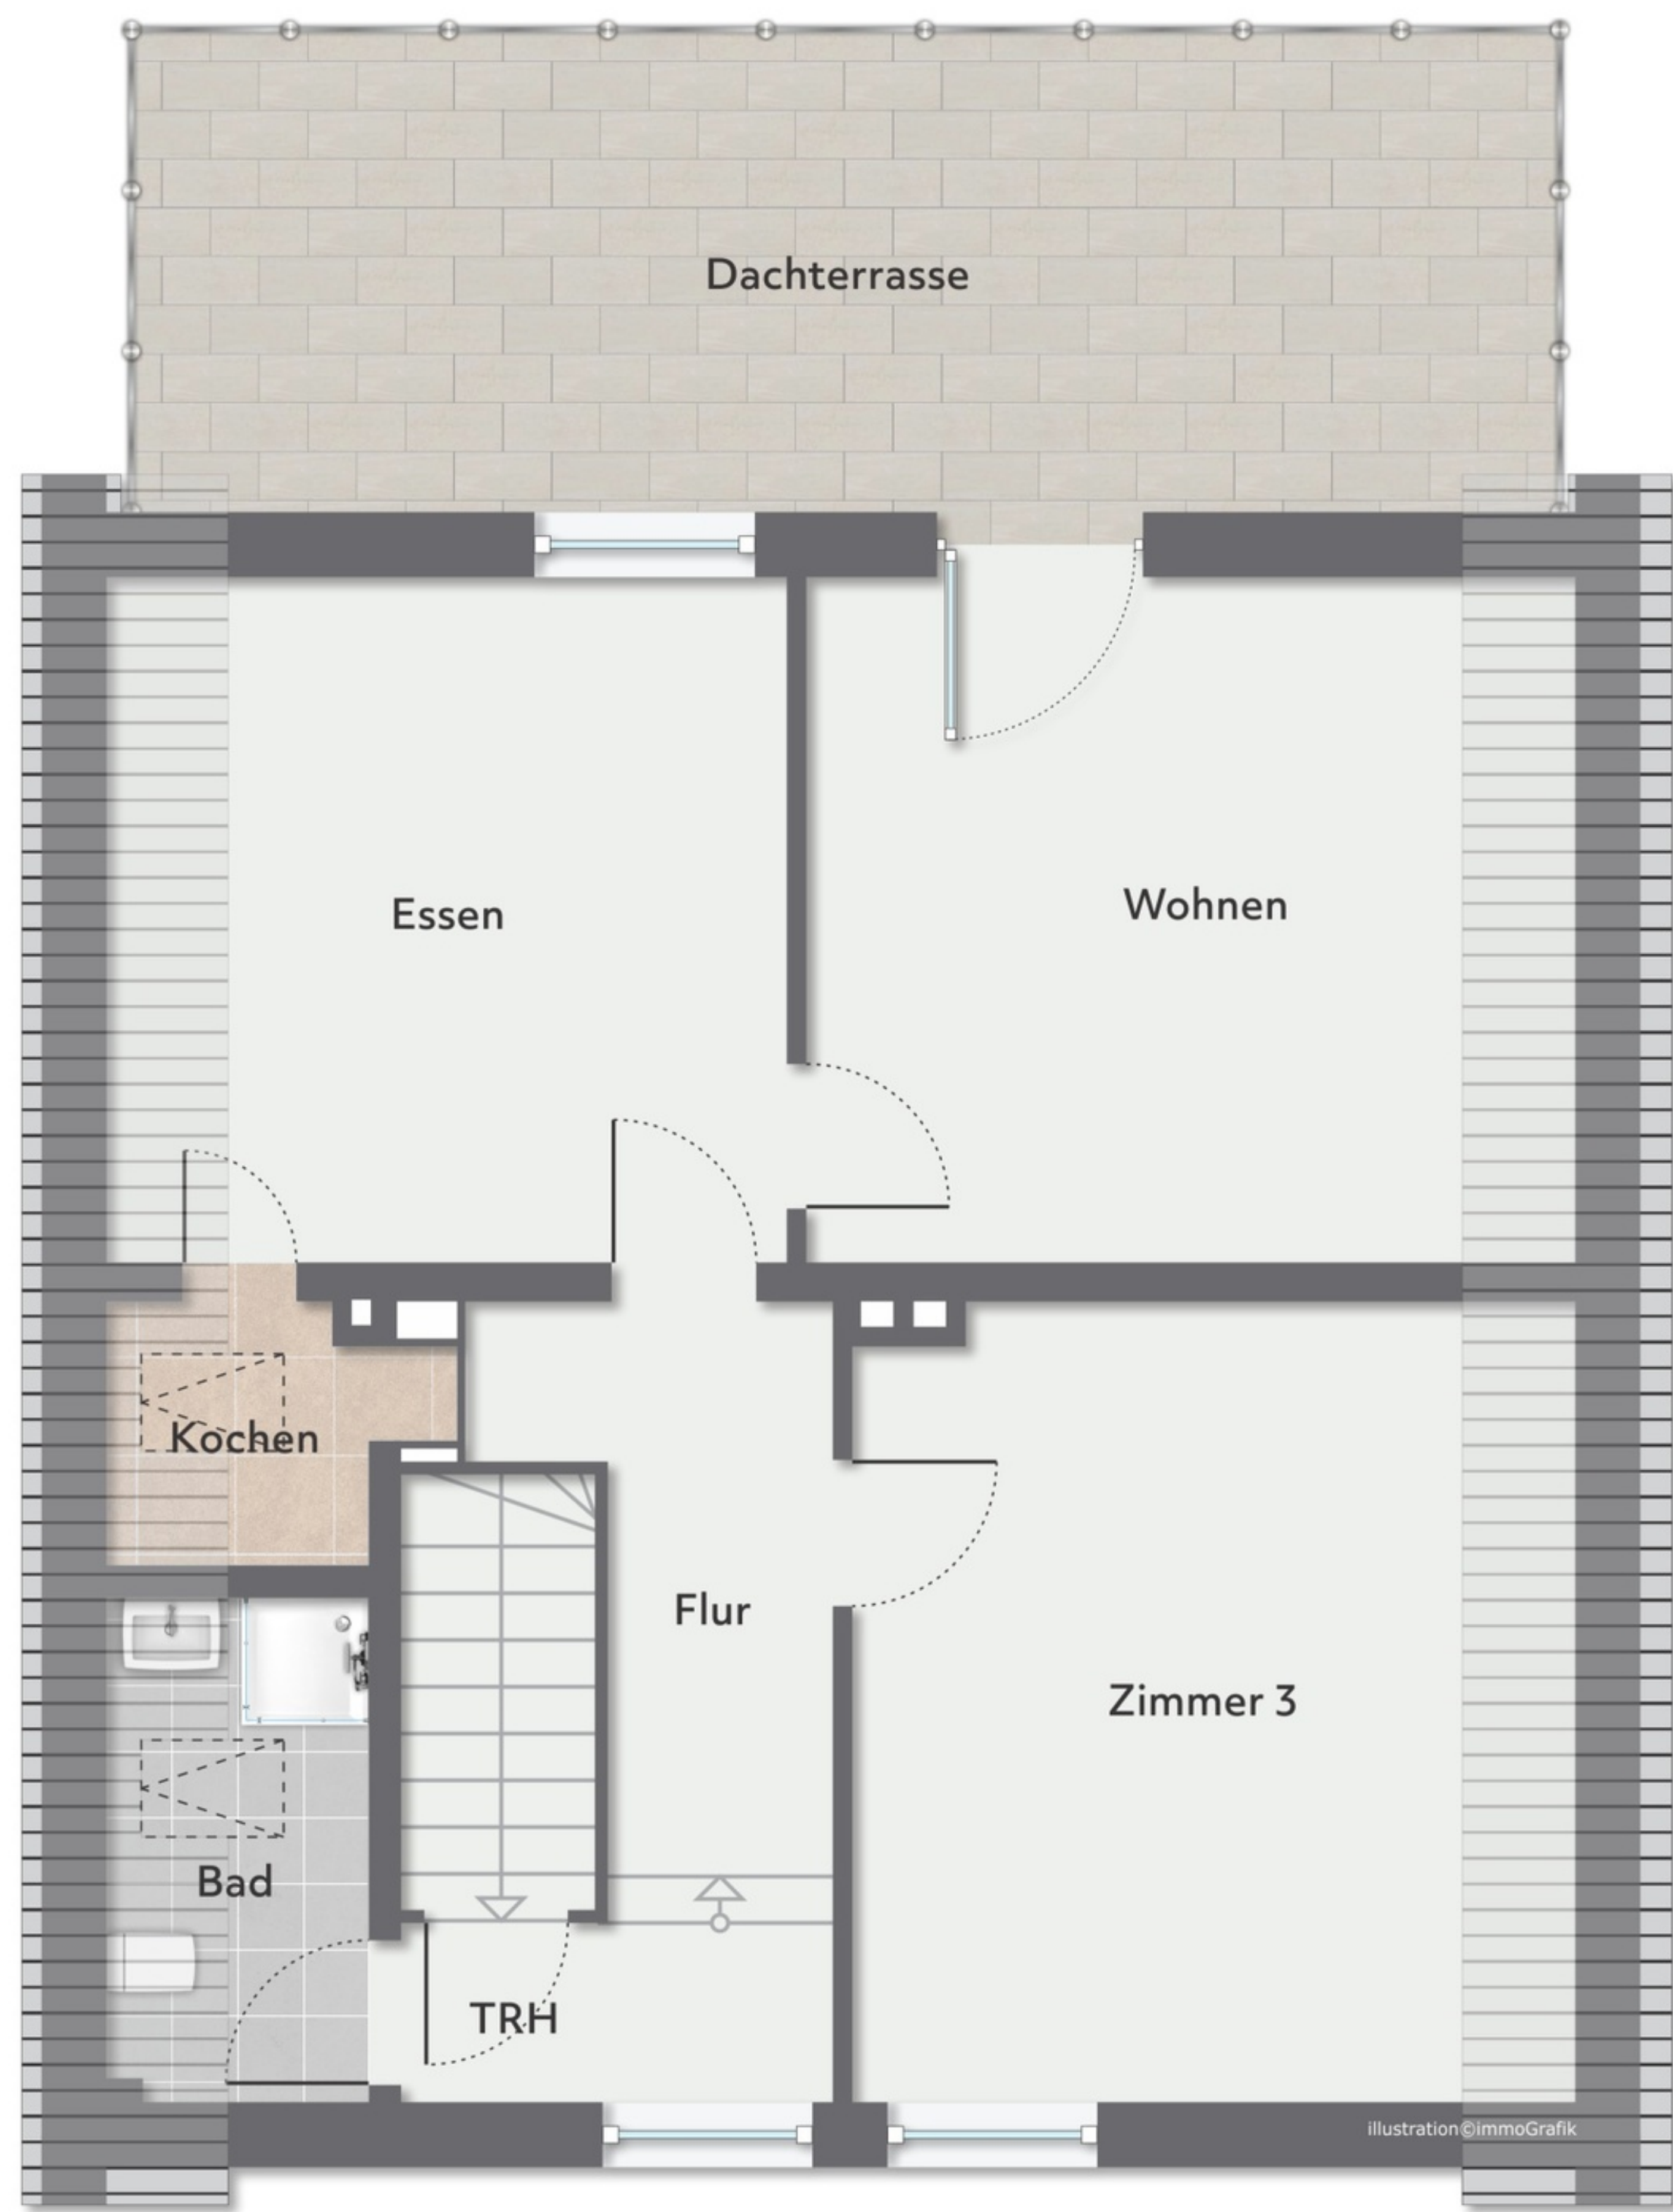 Dachterrasse
Essen
Wohnen
Kochen
Flur
Zimmer 3
Bad
TRH
illustration©immoGrafik